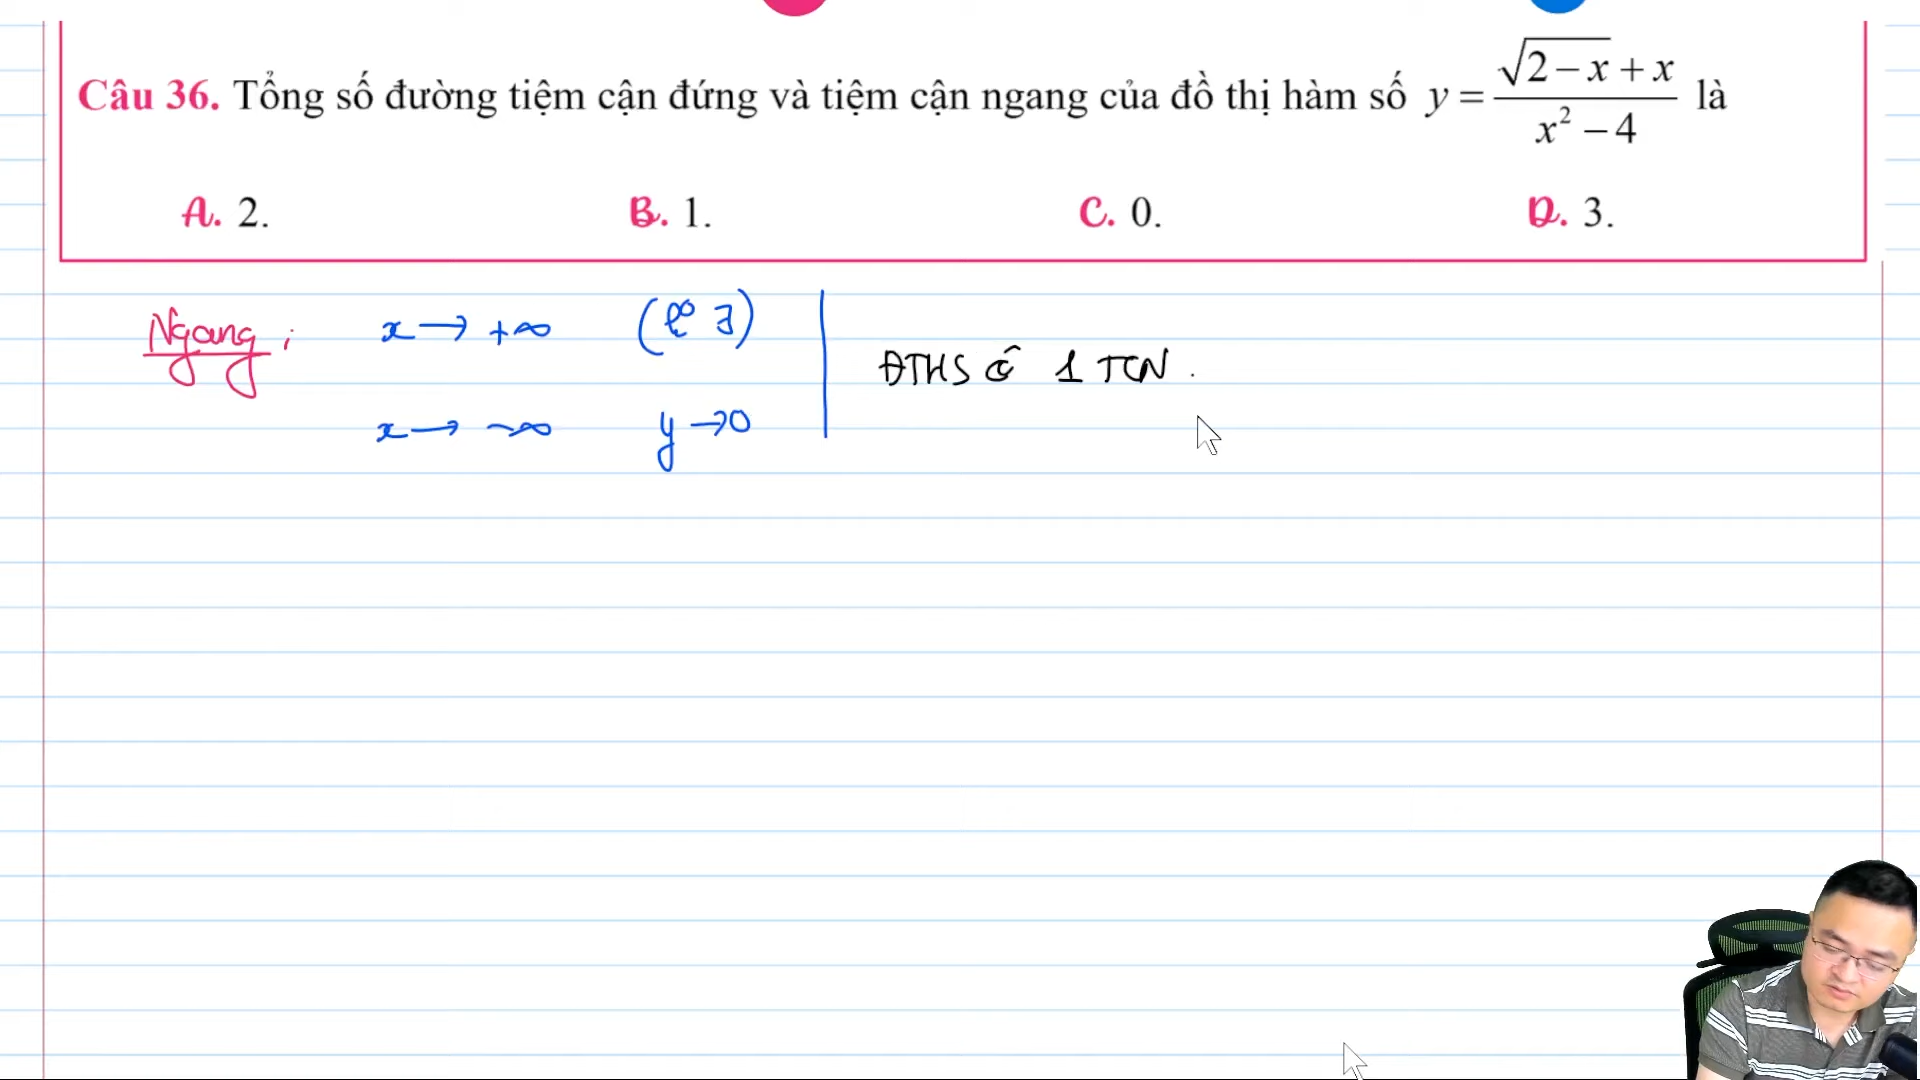 Câu 36. Tổng số đường tiệm cận đứng và tiệm cận ngang của đồ thị hàm số y = (√(2 − x) + x)/(x² − 4) là
A. 2. B. 1. C. 0. D. 3.
Ngang: x → +∞ (k° ∃)
x → −∞ y → 0
ĐTHS có 1 TCN.